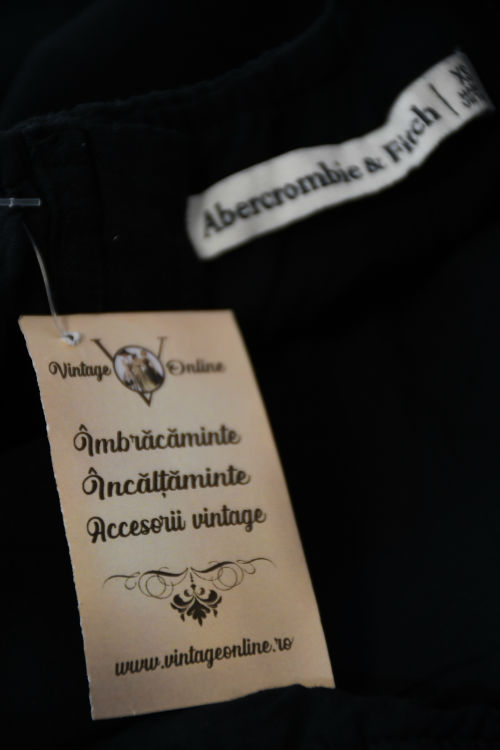 Abercrombie & Fitch
Vintage Online
Îmbrăcăminte
Încălțăminte
Accesorii vintage
www.vintageonline.ro